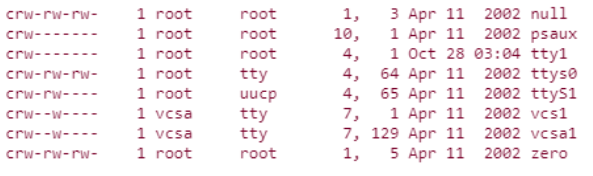 crw-rw-rw- 1 root root 1, 3 Apr 11 2002 null
crw------- 1 root root 10, 1 Apr 11 2002 psaux
crw------- 1 root root 4, 1 Oct 28 03:04 tty1
crw-rw-rw- 1 root tty 4, 64 Apr 11 2002 ttys0
crw-rw---- 1 root uucp 4, 65 Apr 11 2002 ttyS1
crw--w---- 1 vcsa tty 7, 1 Apr 11 2002 vcs1
crw--w---- 1 vcsa tty 7, 129 Apr 11 2002 vcsa1
crw-rw-rw- 1 root root 1, 5 Apr 11 2002 zero